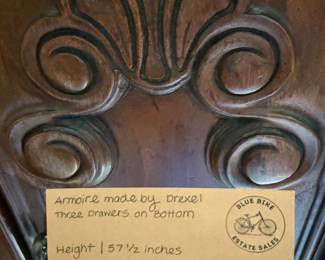 Armoire made by Drexel
Three Drawers on Bottom
Height | 57 ½ inches
BLUE BIKE
ESTATE SALES